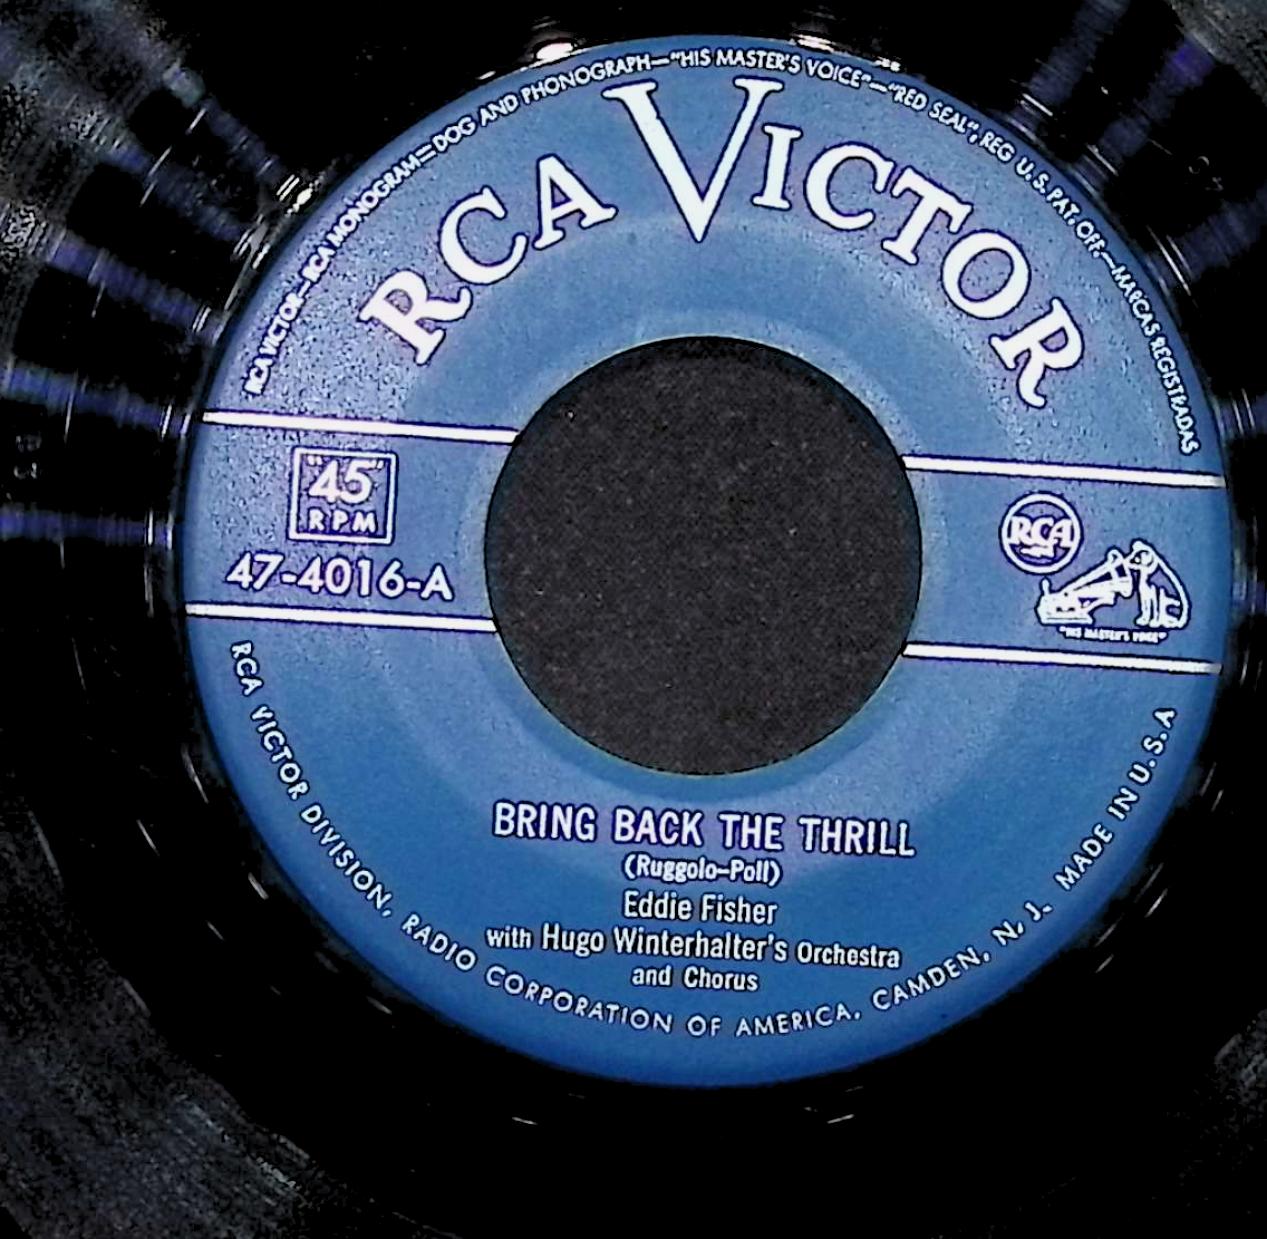 RCA VICTOR—RCA MONOGRAM—DOG AND PHONOGRAPH—"HIS MASTER'S VOICE"—"RED SEAL", REG U.S. PAT. OFF.—MARCAS REGISTRADAS
RCA VICTOR
"45"
RPM
47-4016-A
RCA
"HIS MASTER'S VOICE"
BRING BACK THE THRILL
(Ruggolo-Poll)
Eddie Fisher
with Hugo Winterhalter's Orchestra
and Chorus
RCA VICTOR DIVISION, RADIO CORPORATION OF AMERICA, CAMDEN, N. J. MADE IN U.S.A